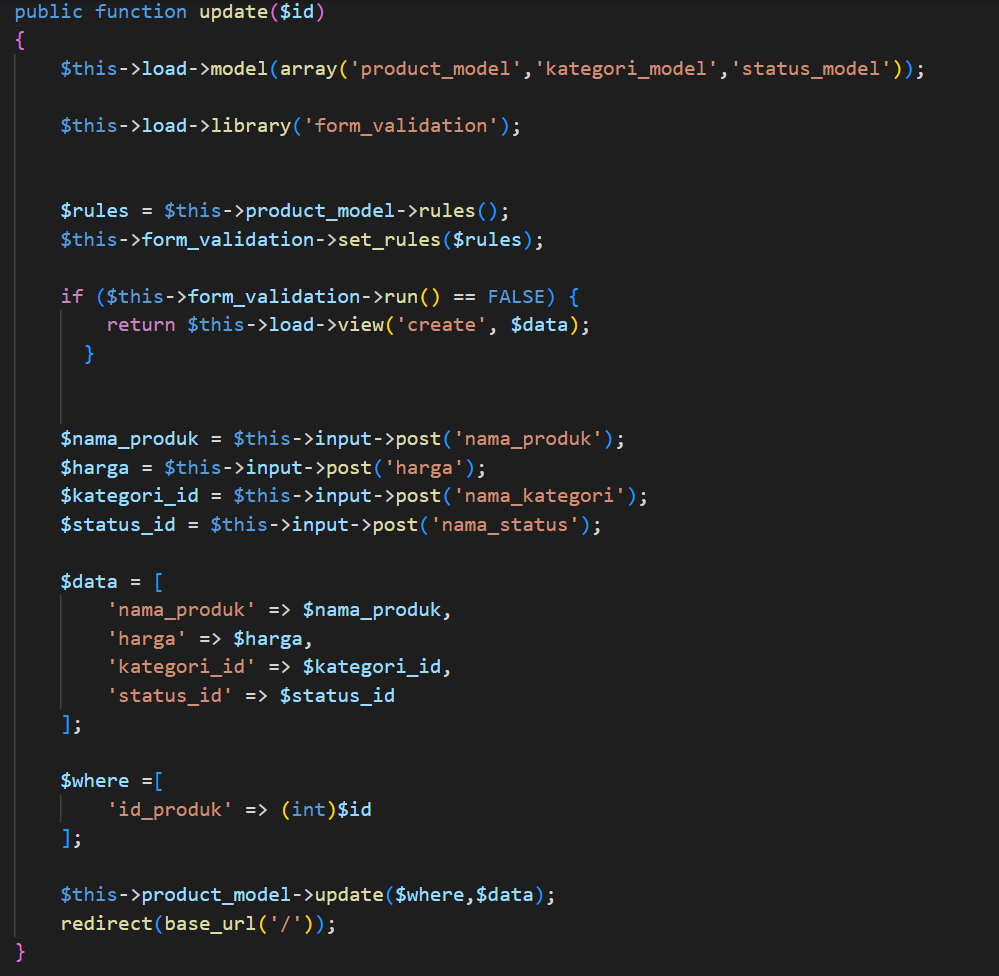 public function update($id)
{
    $this->load->model(array('product_model','kategori_model','status_model'));
    $this->load->library('form_validation');
    $rules = $this->product_model->rules();
    $this->form_validation->set_rules($rules);
    if ($this->form_validation->run() == FALSE) {
        return $this->load->view('create', $data);
      }
    $nama_produk = $this->input->post('nama_produk');
    $harga = $this->input->post('harga');
    $kategori_id = $this->input->post('nama_kategori');
    $status_id = $this->input->post('nama_status');
    $data = [
        'nama_produk' => $nama_produk,
        'harga' => $harga,
        'kategori_id' => $kategori_id,
        'status_id' => $status_id
    ];
    $where =[
        'id_produk' => (int)$id
    ];
    $this->product_model->update($where,$data);
    redirect(base_url('/'));
}